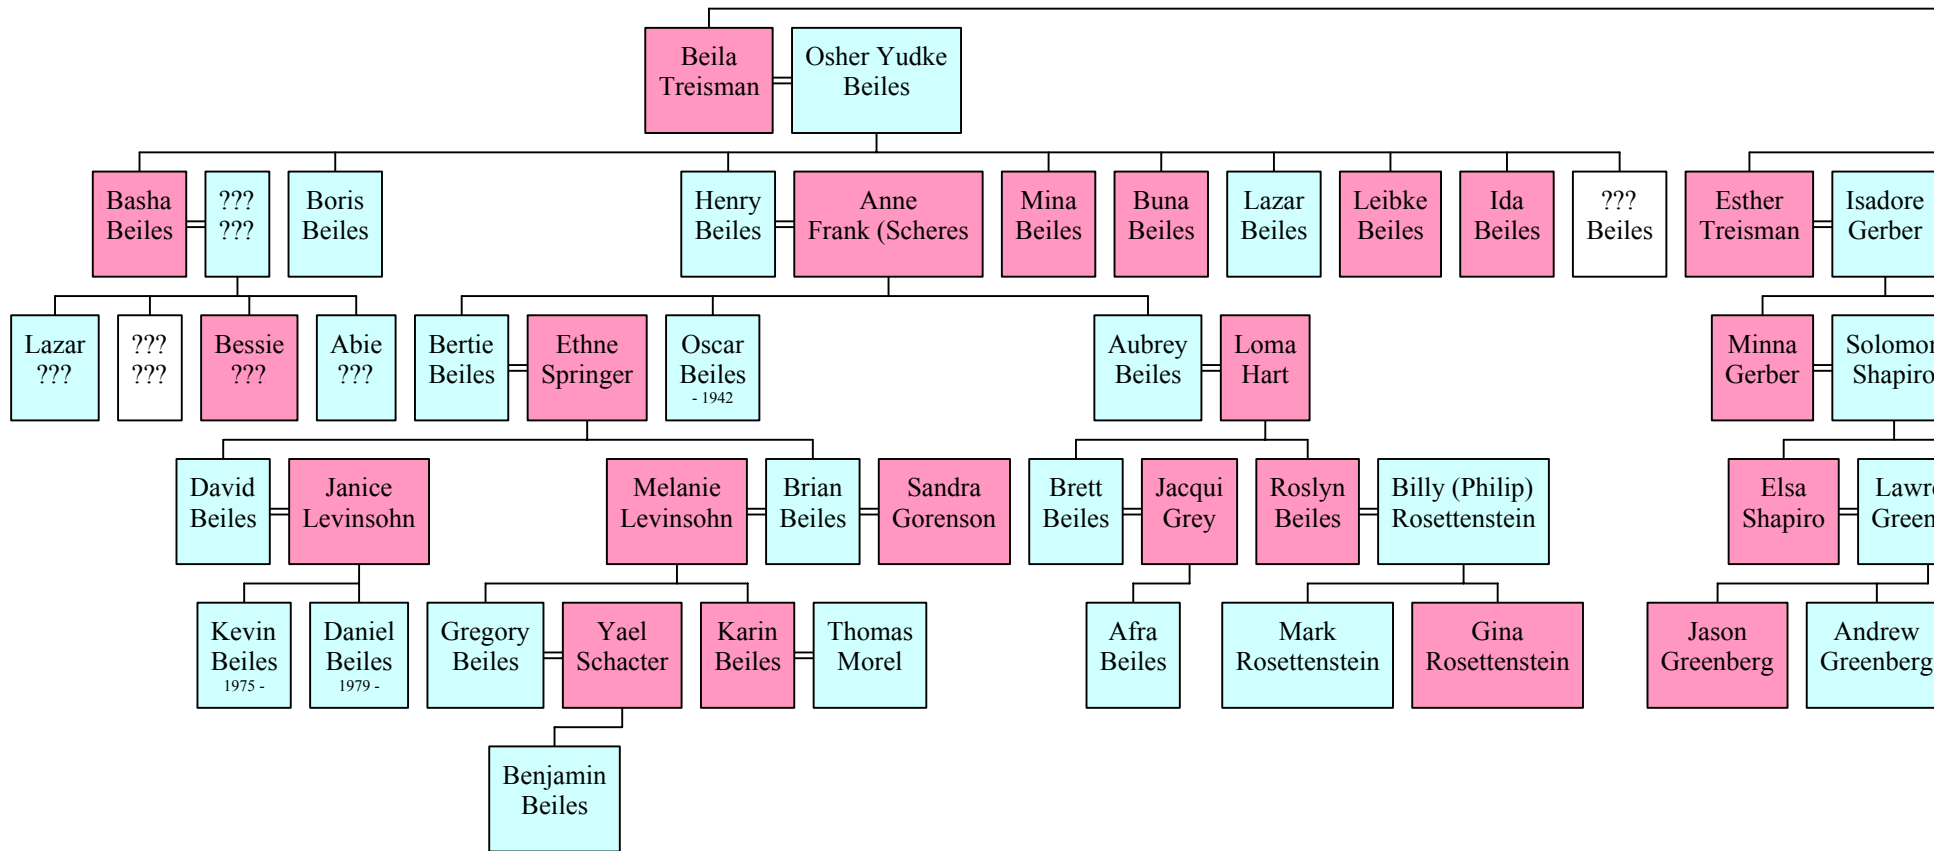 Beila
Treisman
Osher Yudke
Beiles
Basha
Beiles
???
???
Boris
Beiles
Henry
Beiles
Anne
Frank (Scheres
Mina
Beiles
Buna
Beiles
Lazar
Beiles
Leibke
Beiles
Ida
Beiles
???
Beiles
Esther
Treisman
Isadore
Gerber
Lazar
???
???
???
Bessie
???
Abie
???
Bertie
Beiles
Ethne
Springer
Oscar
Beiles
- 1942
Aubrey
Beiles
Loma
Hart
Minna
Gerber
Solomon
Shapiro
David
Beiles
Janice
Levinsohn
Melanie
Levinsohn
Brian
Beiles
Sandra
Gorenson
Brett
Beiles
Jacqui
Grey
Roslyn
Beiles
Billy (Philip)
Rosettenstein
Elsa
Shapiro
Lawre
Green
Kevin
Beiles
1975 -
Daniel
Beiles
1979 -
Gregory
Beiles
Yael
Schacter
Karin
Beiles
Thomas
Morel
Afra
Beiles
Mark
Rosettenstein
Gina
Rosettenstein
Jason
Greenberg
Andrew
Greenberg
Benjamin
Beiles